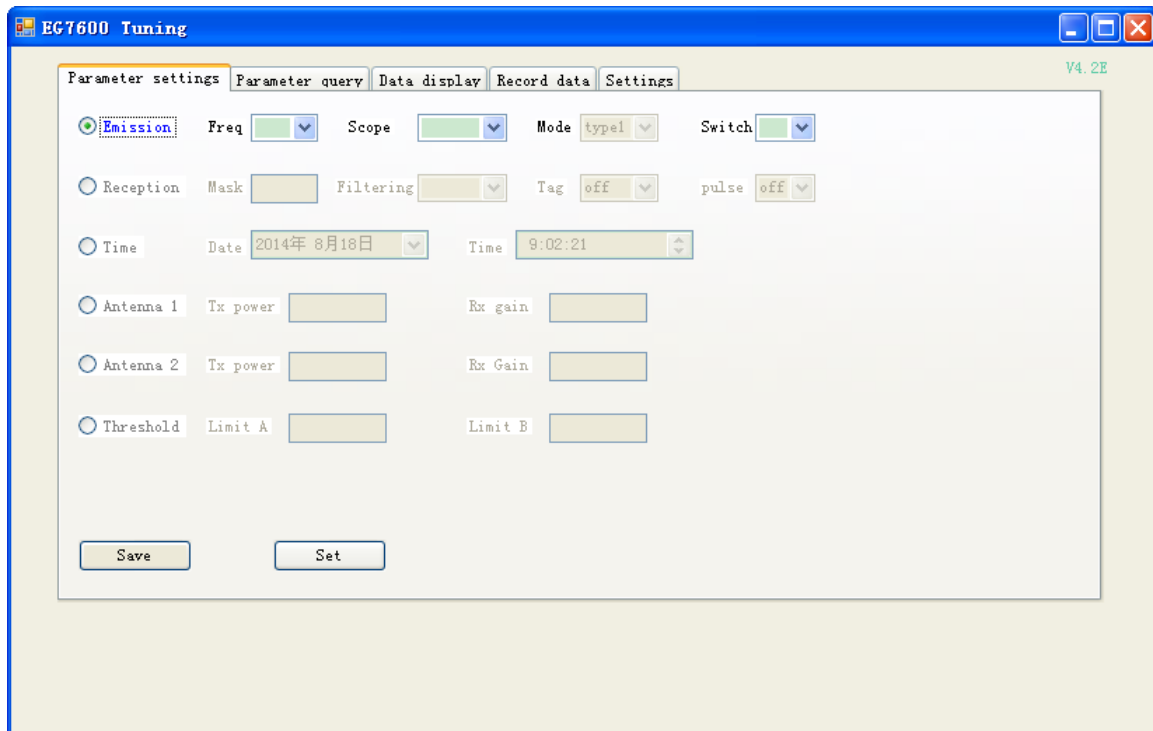 EG7600 Tuning
V4.2E
Parameter settings Parameter query Data display Record data Settings
Emission Freq Scope Mode type1 Switch
Reception Mask Filtering Tag off pulse off
Time Date 2014年 8月18日 Time 9:02:21
Antenna 1 Tx power Rx gain
Antenna 2 Tx power Rx Gain
Threshold Limit A Limit B
Save Set